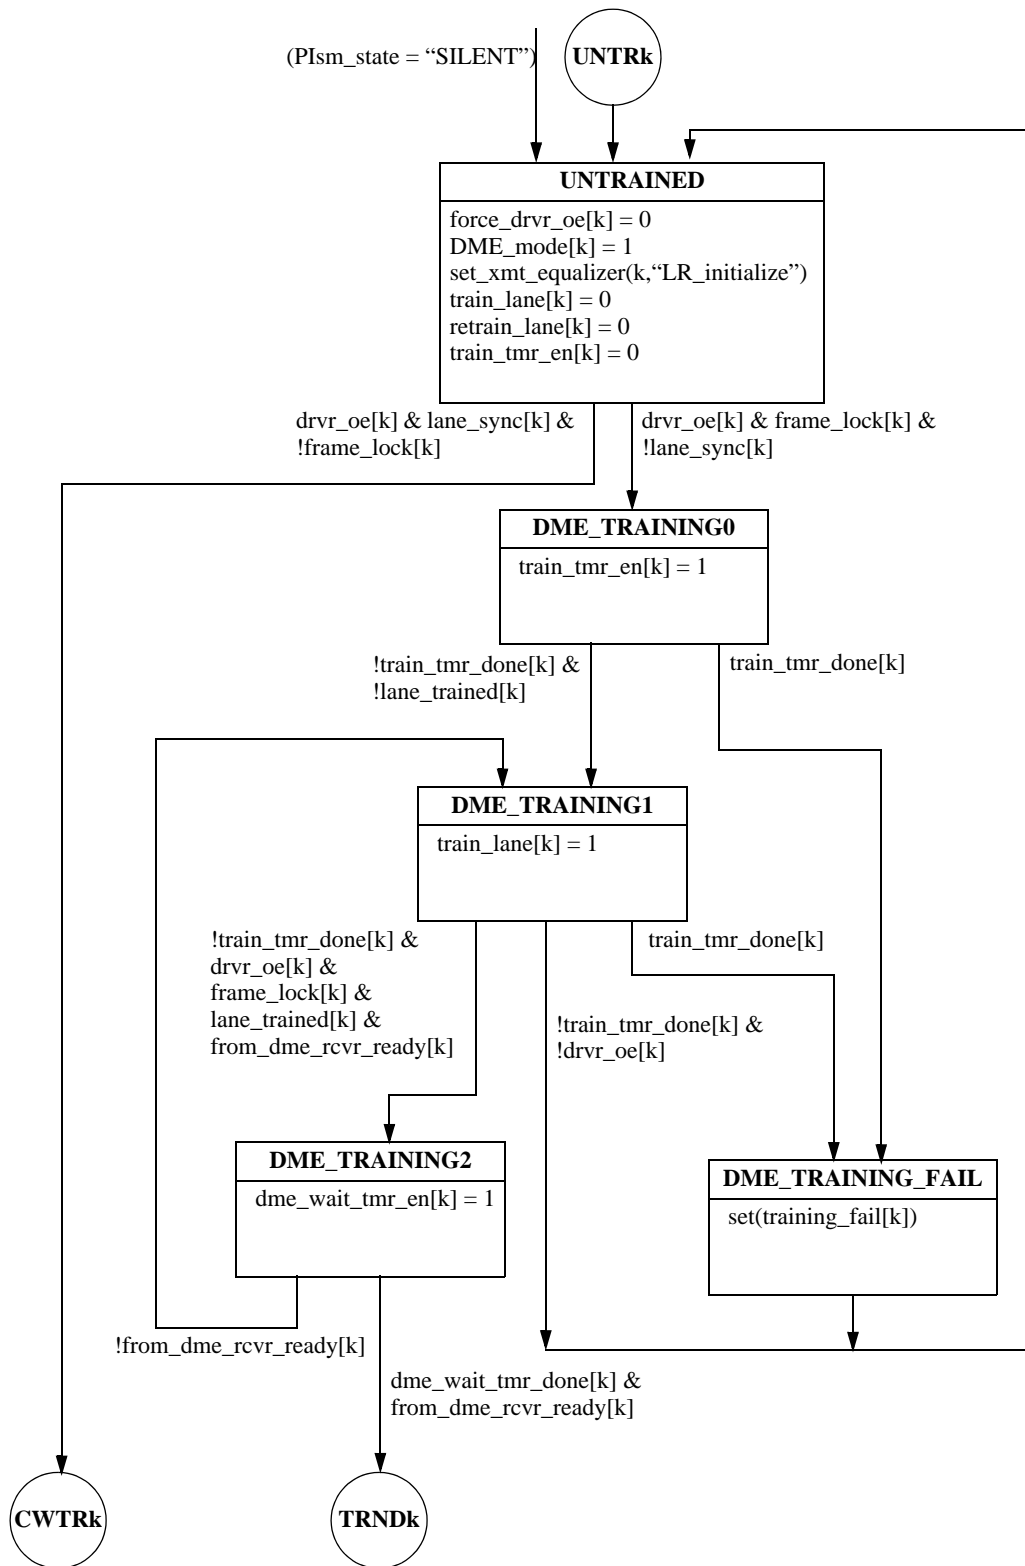 (PIsm_state = “SILENT”)
UNTRk
UNTRAINED
force_drvr_oe[k] = 0
DME_mode[k] = 1
set_xmt_equalizer(k,“LR_initialize”)
train_lane[k] = 0
retrain_lane[k] = 0
train_tmr_en[k] = 0
drvr_oe[k] & lane_sync[k] &
!frame_lock[k]
drvr_oe[k] & frame_lock[k] &
!lane_sync[k]
DME_TRAINING0
train_tmr_en[k] = 1
!train_tmr_done[k] &
!lane_trained[k]
train_tmr_done[k]
DME_TRAINING1
train_lane[k] = 1
!train_tmr_done[k] &
drvr_oe[k] &
frame_lock[k] &
lane_trained[k] &
from_dme_rcvr_ready[k]
train_tmr_done[k]
!train_tmr_done[k] &
!drvr_oe[k]
DME_TRAINING2
dme_wait_tmr_en[k] = 1
DME_TRAINING_FAIL
set(training_fail[k])
!from_dme_rcvr_ready[k]
dme_wait_tmr_done[k] &
from_dme_rcvr_ready[k]
CWTRk
TRNDk